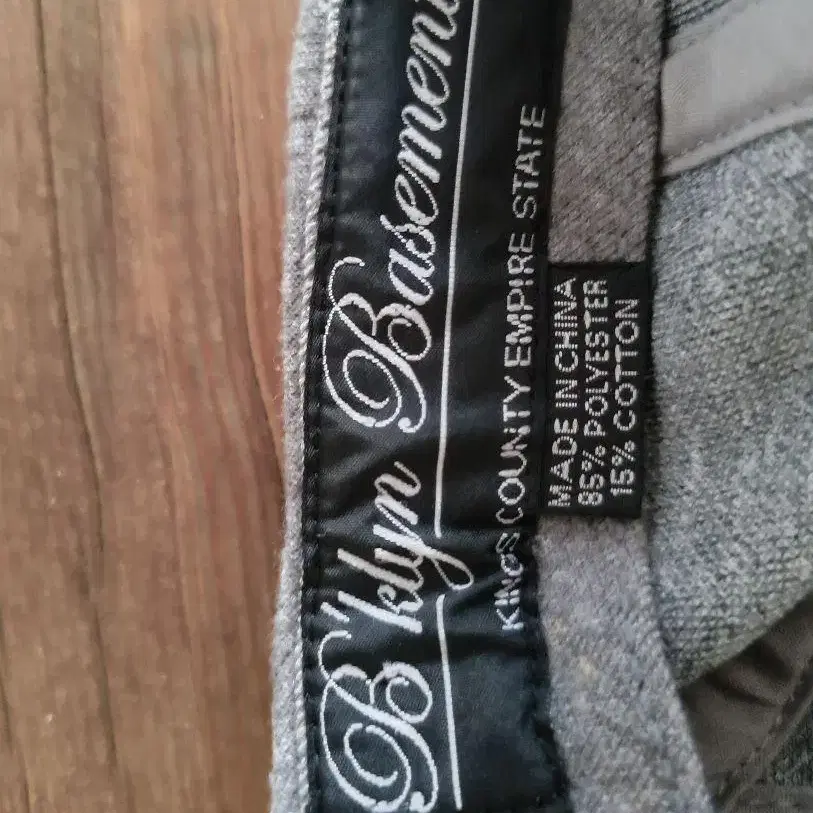 B'klyn Basement
KINGS COUNTY EMPIRE STATE
MADE IN CHINA
85% POLYESTER
15% COTTON